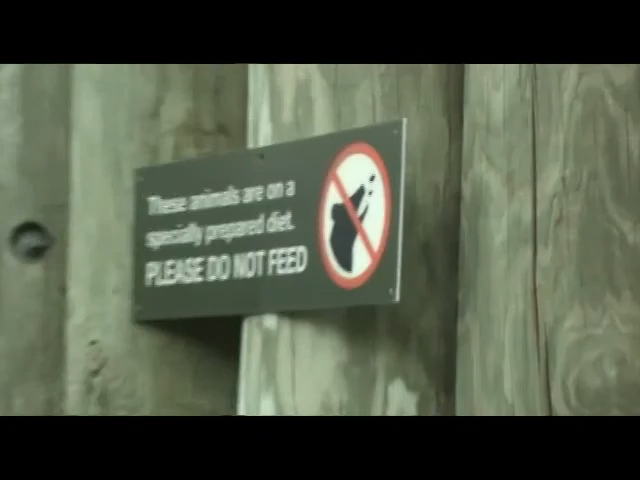 These animals are on a
specially prepared diet.
PLEASE DO NOT FEED